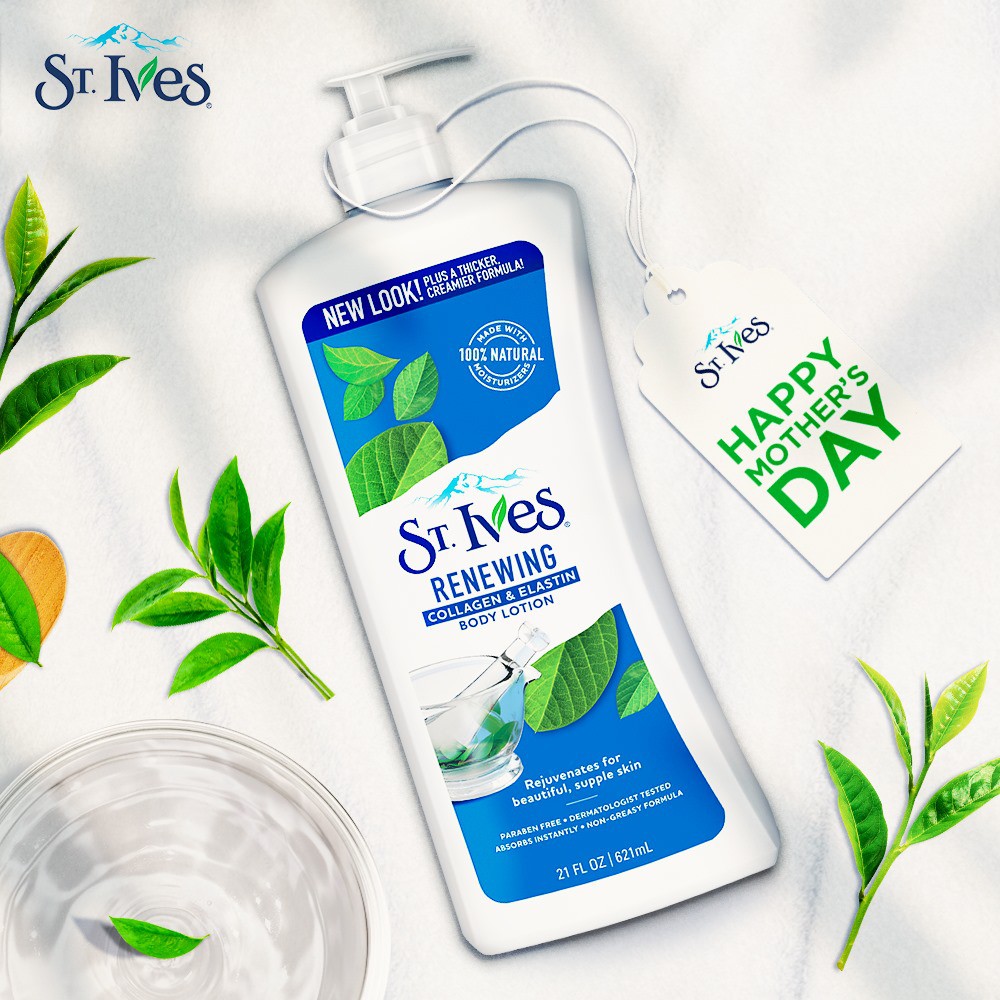 ST. Ives
NEW LOOK! PLUS A THICKER,
CREAMIER FORMULA!
MADE WITH
100% NATURAL
MOISTURIZERS
ST. Ives
RENEWING
COLLAGEN & ELASTIN
BODY LOTION
Rejuvenates for
beautiful, supple skin
PARABEN FREE • DERMATOLOGIST TESTED
ABSORBS INSTANTLY • NON-GREASY FORMULA
21 FL OZ | 621mL
ST. Ives
HAPPY
MOTHER'S
DAY